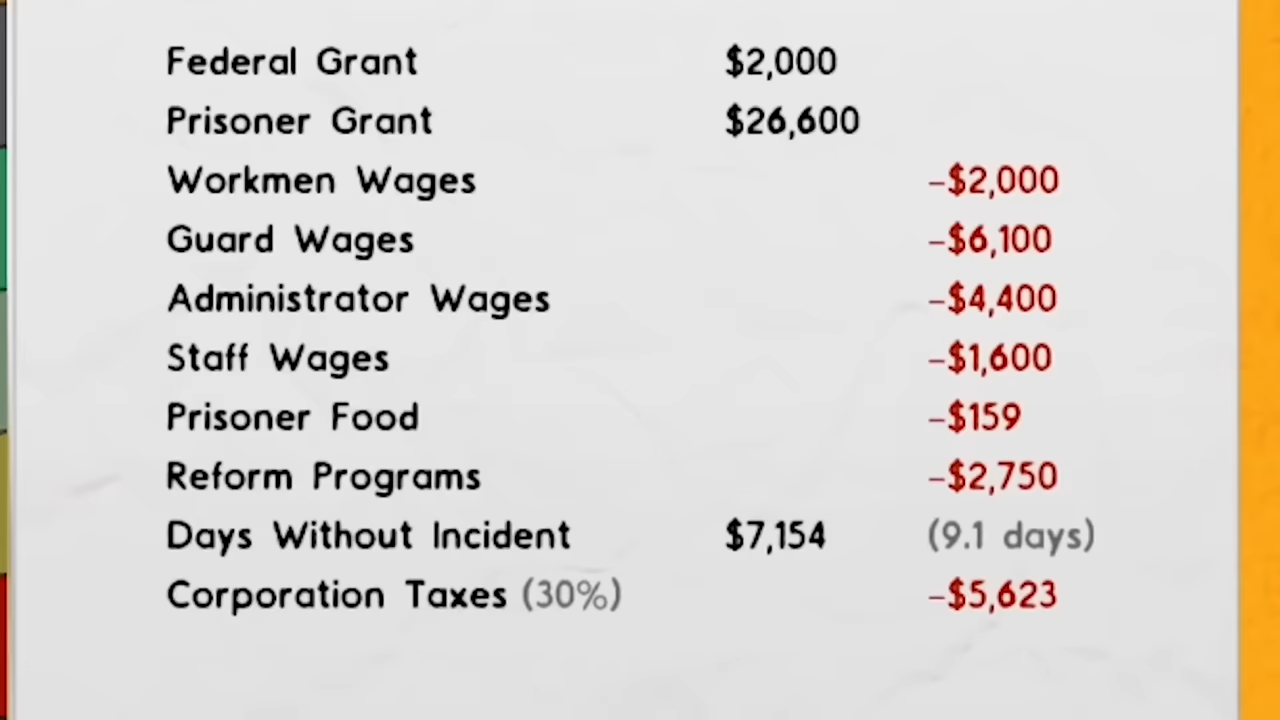 Federal Grant $2,000
Prisoner Grant $26,600
Workmen Wages -$2,000
Guard Wages -$6,100
Administrator Wages -$4,400
Staff Wages -$1,600
Prisoner Food -$159
Reform Programs -$2,750
Days Without Incident $7,154 (9.1 days)
Corporation Taxes (30%) -$5,623